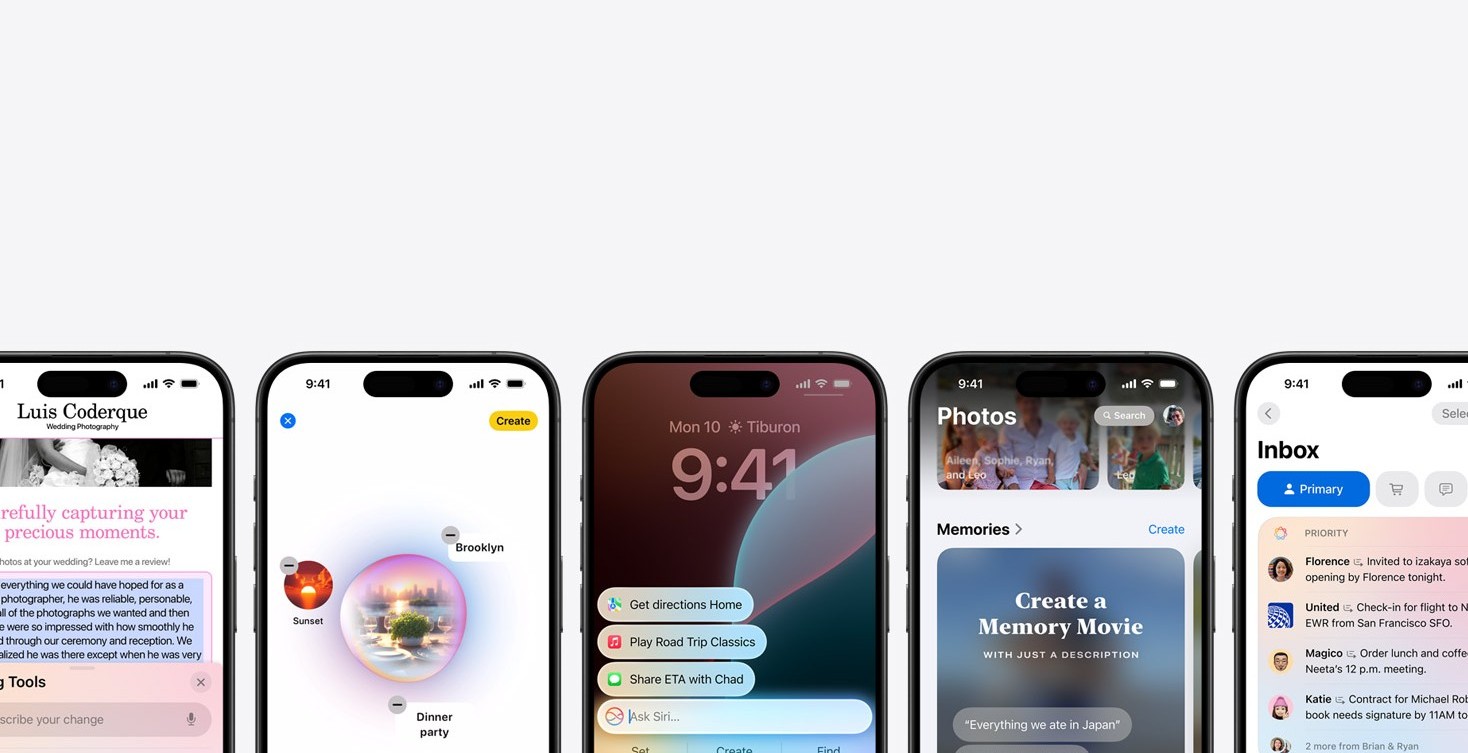 Luis Coderque
Wedding Photography
refully capturing your
precious moments.
hotos at your wedding? Leave me a review!
everything we could have hoped for as a
photographer, he was reliable, personable,
all of the photographs we wanted and then
e were so impressed with how smoothly he
d through our ceremony and reception. We
alized he was there except when he was very
g Tools
scribe your change
9:41
Create
Brooklyn
Sunset
Dinner
party
Mon 10 Tiburon
9:41
Get directions Home
Play Road Trip Classics
Share ETA with Chad
Ask Siri...
Set Create Find
9:41
Photos
Search
Aileen, Sophie, Ryan,
and Leo
Leo
Memories
Create
Create a
Memory Movie
WITH JUST A DESCRIPTION
“Everything we ate in Japan”
9:41
Selec
Inbox
Primary
PRIORITY
Florence Invited to izakaya sof
opening by Florence tonight.
United Check-in for flight to N
EWR from San Francisco SFO.
Magico Order lunch and coffe
Neeta’s 12 p.m. meeting.
Katie Contract for Michael Rob
book needs signature by 11AM to
2 more from Brian & Ryan